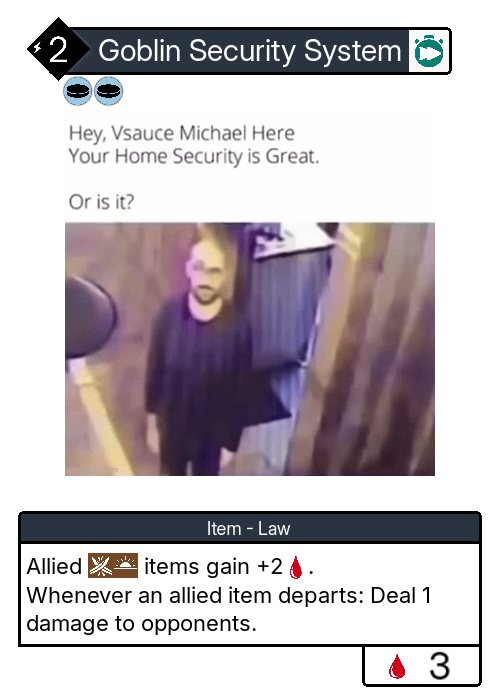 2 Goblin Security System
Hey, Vsauce Michael Here
Your Home Security is Great.
Or is it?
Item - Law
Allied items gain +2 .
Whenever an allied item departs: Deal 1
damage to opponents.
3